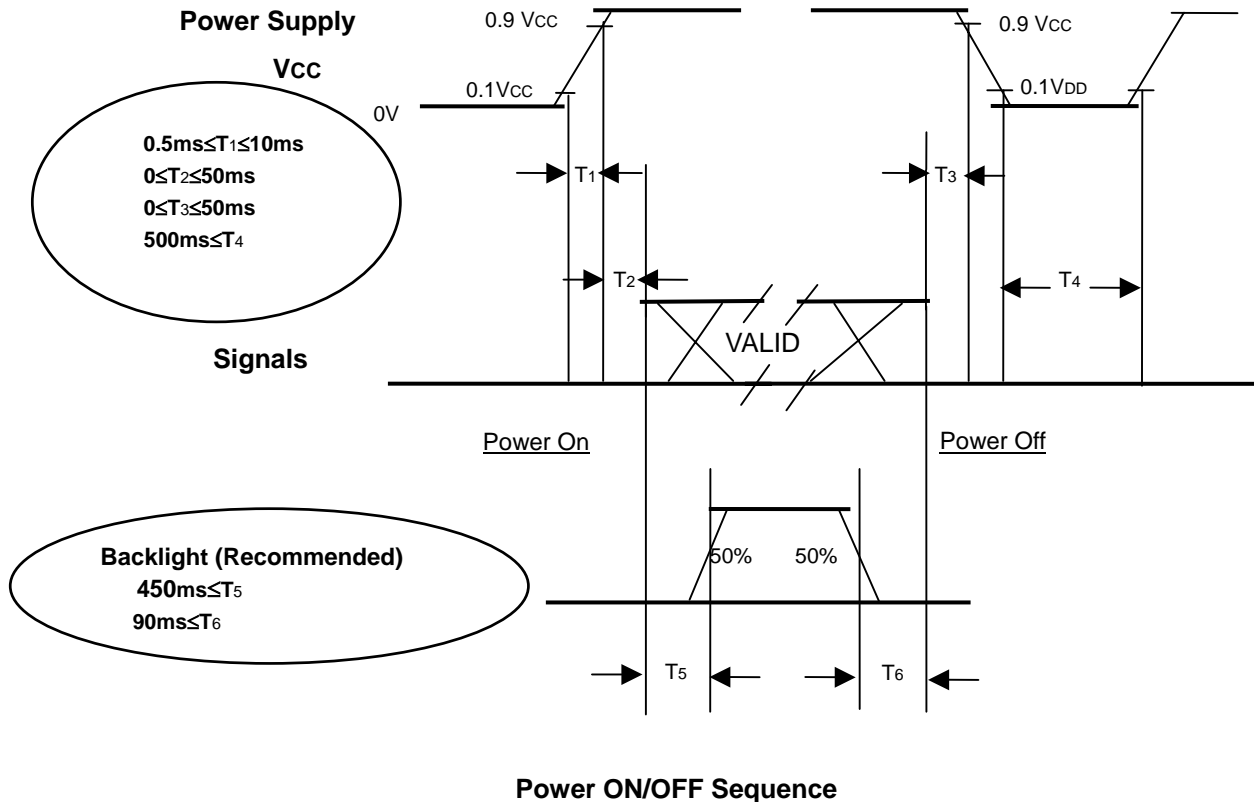 Power Supply
0.9 VCC
0.9 VCC
VCC
0.1VCC
0.1VDD
0V
0.5ms≤T1≤10ms
0≤T2≤50ms
0≤T3≤50ms
500ms≤T4
T1
T3
T2
T4
VALID
Signals
Power On
Power Off
Backlight (Recommended)
450ms≤T5
90ms≤T6
50%
50%
T5
T6
Power ON/OFF Sequence